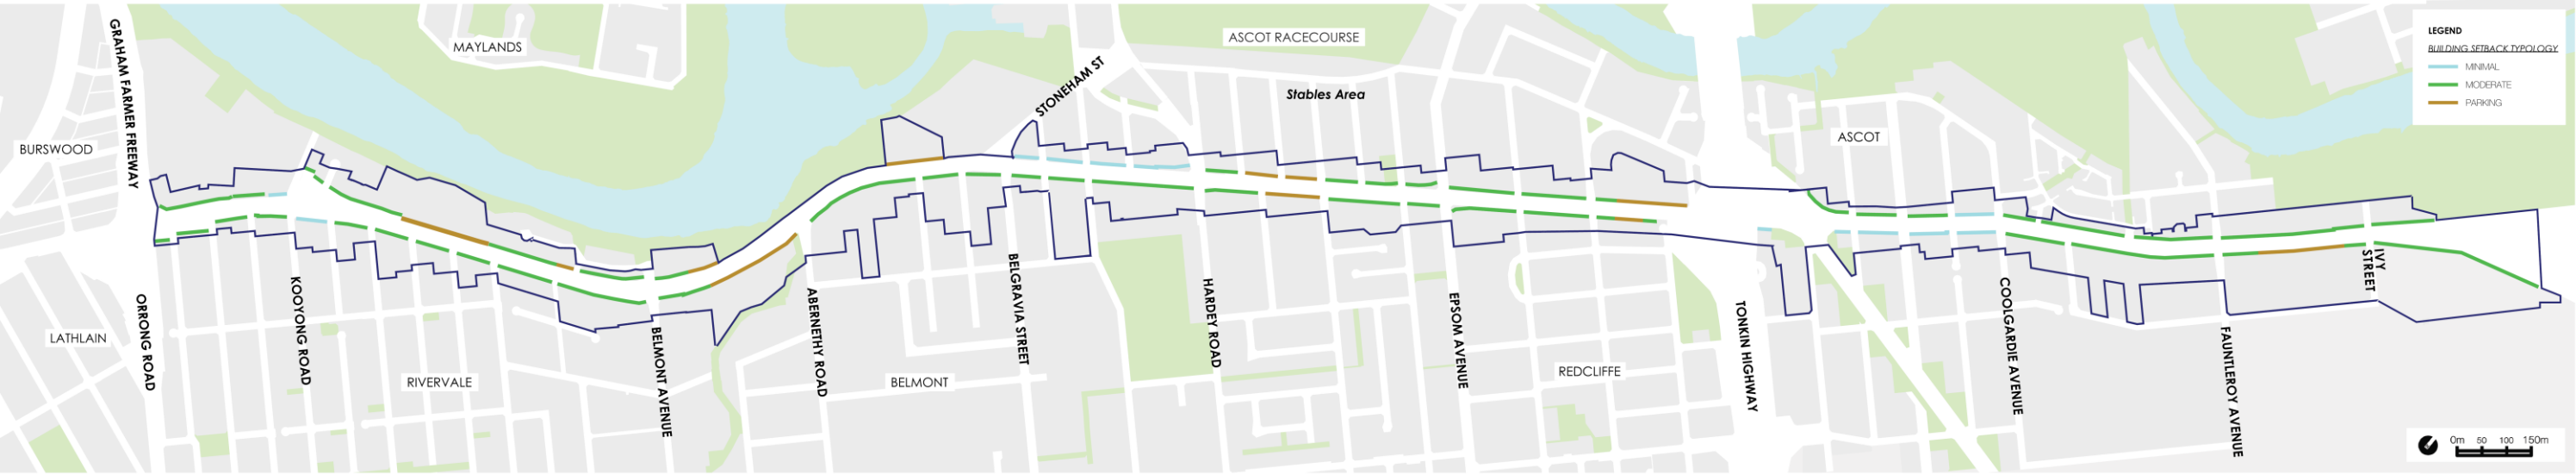 GRAHAM FARMER FREEWAY
MAYLANDS
ASCOT RACECOURSE
STONEHAM ST
Stables Area
BURSWOOD
ASCOT
LEGEND
BUILDING SETBACK TYPOLOGY
MINIMAL
MODERATE
PARKING
LATHLAIN
ORRONG ROAD
KOOYONG ROAD
RIVERVALE
BELMONT AVENUE
ABERNETHY ROAD
BELMONT
BELGRAVIA STREET
HARDEY ROAD
EPSOM AVENUE
REDCLIFFE
TONKIN HIGHWAY
COOLGARDIE AVENUE
FAUNTLEROY AVENUE
IVY
STREET
0m 50 100 150m